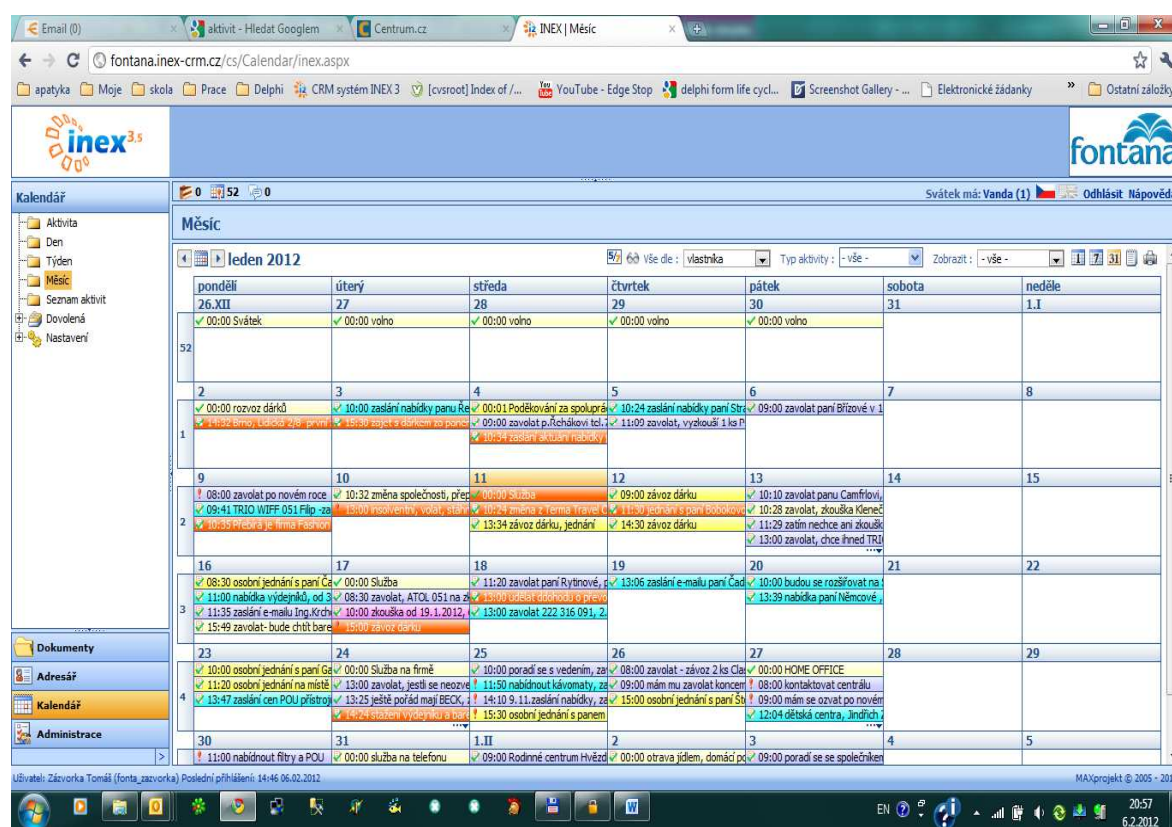 Email (0)
aktivit - Hledat Googlem
Centrum.cz
INEX | Měsíc
fontana.inex-crm.cz/cs/Calendar/inex.aspx
apatyka Moje skola Prace Delphi CRM systém INEX 3 [cvsroot] Index of /... YouTube - Edge Stop delphi form life cycl... Screenshot Gallery - ... Elektronické žádanky » Ostatní záložky
inex 3.5
fontana
Kalendář
0 52 0
Svátek má: Vanda (1) Odhlásit Nápověd
Aktivita
Den
Týden
Měsíc
Seznam aktivit
Dovolená
Nastavení
Měsíc
leden 2012
Vše dle : vlastníka Typ aktivity : - vše - Zobrazit : - vše -
1 7 31
pondělí úterý středa čtvrtek pátek sobota neděle
26.XII 27 28 29 30 31 1.I
52
00:00 Svátek 00:00 volno 00:00 volno 00:00 volno 00:00 volno
2 3 4 5 6 7 8
1
00:00 rozvoz dárků 10:00 zaslání nabídky panu Ře 00:01 Poděkování za spoluprá 10:24 zaslání nabídky paní Stra 09:00 zavolat paní Břízové v 1
14:32 Brno, Lidická 2/8 první 15:30 zajet s dárkem za paní 09:00 zavolat p.Řehákovi tel. 11:09 zavolat, vyzkouší 1 ks P
10:34 zaslání aktuální nabídky
9 10 11 12 13 14 15
2
08:00 zavolat po novém roce 10:32 změna společnosti, přep 00:00 Služba 09:00 závoz dárku 10:10 zavolat panu Camfrlovi,
09:41 TRIO WIFF 051 Filip -za 13:00 insolventní, volat, stáhn 10:24 změna z Terma Travel 11:30 jednání s paní Bobokovo 10:28 zavolat, zkouška Kleneč
10:35 Přebírá je firma Fashion 13:34 závoz dárku, jednání 14:30 závoz dárku 11:29 zatím nechce ani zkoušk
13:00 zavolat, chce ihned TRI
16 17 18 19 20 21 22
3
08:30 osobní jednání s paní Ča 00:00 Služba 11:20 zavolat paní Rytinové, p 13:06 zaslání e-mailu paní Čad 10:00 budou se rozšiřovat na
11:00 nabídka výdejníků, od 3 08:30 zavolat, ATOL 051 na z 13:00 udělat ddohodu o převo 13:39 nabídka paní Němcové ,
11:35 zaslání e-mailu Ing.Krch 10:00 zkouška od 19.1.2012, 13:00 zavolat 222 316 091, 2.
15:49 zavolat- bude chtít bare 15:00 závoz dárku
23 24 25 26 27 28 29
4
10:00 osobní jednání s paní Ga 00:00 Služba na firmě 10:00 poradí se s vedením, za 08:00 zavolat - závoz 2 ks Clas 00:00 HOME OFFICE
11:20 osobní jednání na místě 13:00 zavolat, jestli se neozve 11:50 nabídnout kávomaty, za 09:00 mám mu zavolat koncem 08:00 kontaktovat centrálu
13:47 zaslání cen POU přístroj 13:25 ještě pořád mají BECK, 14:10 9.11.zaslání nabídky, za 15:00 osobní jednání s paní Št 09:00 mám se ozvat po novém
14:24 stažení výdejníku a bare 15:30 osobní jednání s panem 12:04 dětská centra, Jindřich
30 31 1.II 2 3 4 5
11:00 nabídnout filtry a POU 00:00 služba na telefonu 09:00 Rodinné centrum Hvězd 00:00 otrava jídlem, domácí po 09:00 poradí se se společníkem
Dokumenty
Adresář
Kalendář
Administrace
>
Uživatel: Zázvorka Tomáš (fonta_zazvorka) Poslední přihlášení: 14:46 06.02.2012
MAXprojekt © 2005 - 201
EN
20:57
6.2.2012